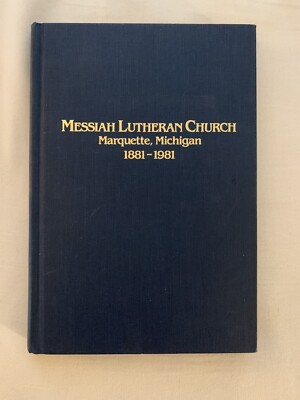 MESSIAH LUTHERAN CHURCH
Marquette, Michigan
1881-1981